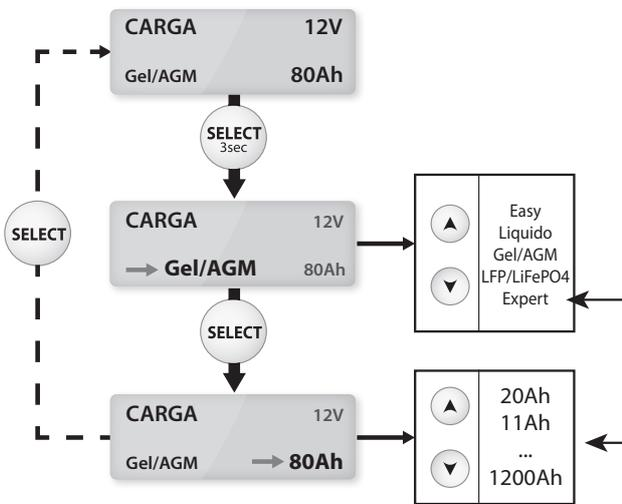 CARGA 12V
Gel/AGM 80Ah
SELECT
3sec
CARGA 12V
Gel/AGM 80Ah
SELECT
Easy
Liquido
Gel/AGM
LFP/LiFePO4
Expert
SELECT
CARGA 12V
Gel/AGM 80Ah
20Ah
11Ah
...
1200Ah